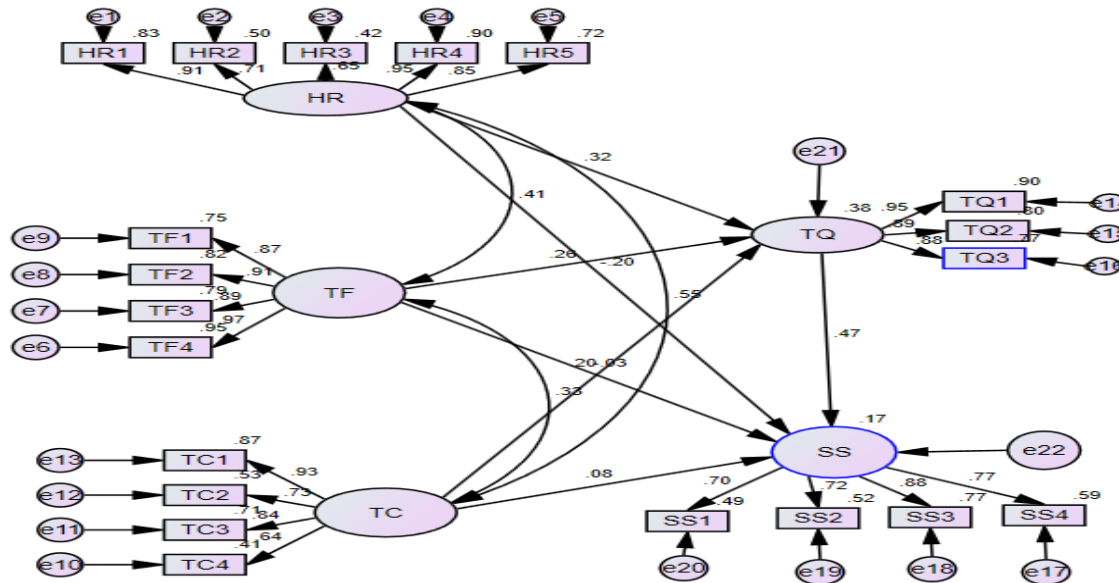 e1 e2 e3 e4 e5
.83 .50 .42 .90 .72
HR1 HR2 HR3 HR4 HR5
.91 .71 .65 .95 .85
HR
.32
.41
e21
.90
.38 .95 TQ1
.89 .80
TQ TQ2
.88 .77
TQ3 e16
.75
e9 TF1 .87
.82
e8 TF2 .91
.79
e7 TF3 .89
.97
.95
e6 TF4
TF
.26 -.20
.55
.47
.20 -.03
.33
.17
SS
e22
.08
.87
e13 TC1 .93
.53
e12 TC2 .73
.71
e11 TC3 .84
.64
.41
e10 TC4
TC
.70 .72 .88 .77
.49 .52 .77 .59
SS1 SS2 SS3 SS4
e20 e19 e18 e17